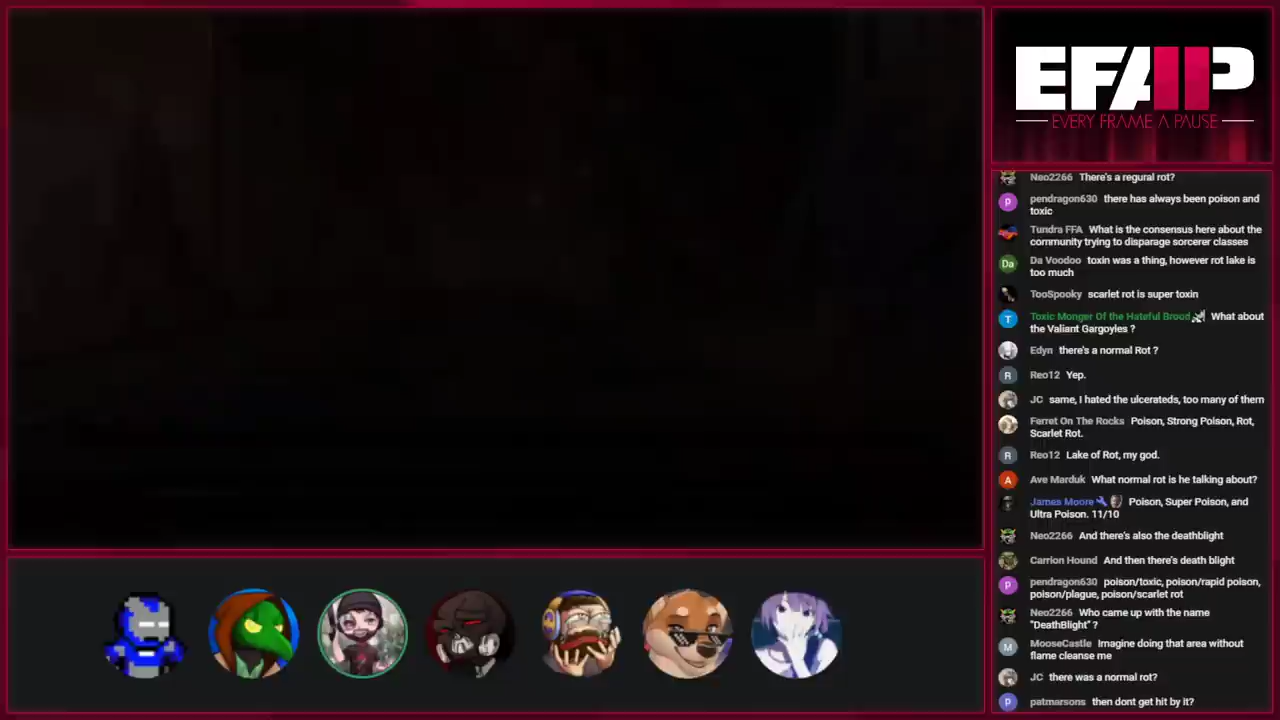 EFAP
EVERY FRAME A PAUSE
Neo2266 There's a regural rot?
P
pendragon630 there has always been poison and
toxic
Tundra FFA What is the consensus here about the
community trying to disparage sorcerer classes
Da
Da Voodoo toxin was a thing, however rot lake is
too much
TooSpooky scarlet rot is super toxin
T
Toxic Monger Of the Hateful Brood What about
the Valiant Gargoyles ?
Edyn there's a normal Rot ?
R
Reo12 Yep.
JC same, I hated the ulcerateds, too many of them
Ferret On The Rocks Poison, Strong Poison, Rot,
Scarlet Rot.
R
Reo12 Lake of Rot, my god.
A
Ave Marduk What normal rot is he talking about?
James Moore Poison, Super Poison, and
Ultra Poison. 11/10
Neo2266 And there's also the deathblight
Carrion Hound And then there's death blight
P
pendragon630 poison/toxic, poison/rapid poison,
poison/plague, poison/scarlet rot
Neo2266 Who came up with the name
"DeathBlight" ?
M
MooseCastle Imagine doing that area without
flame cleanse me
JC there was a normal rot?
P
patmarsons then dont get hit by it?